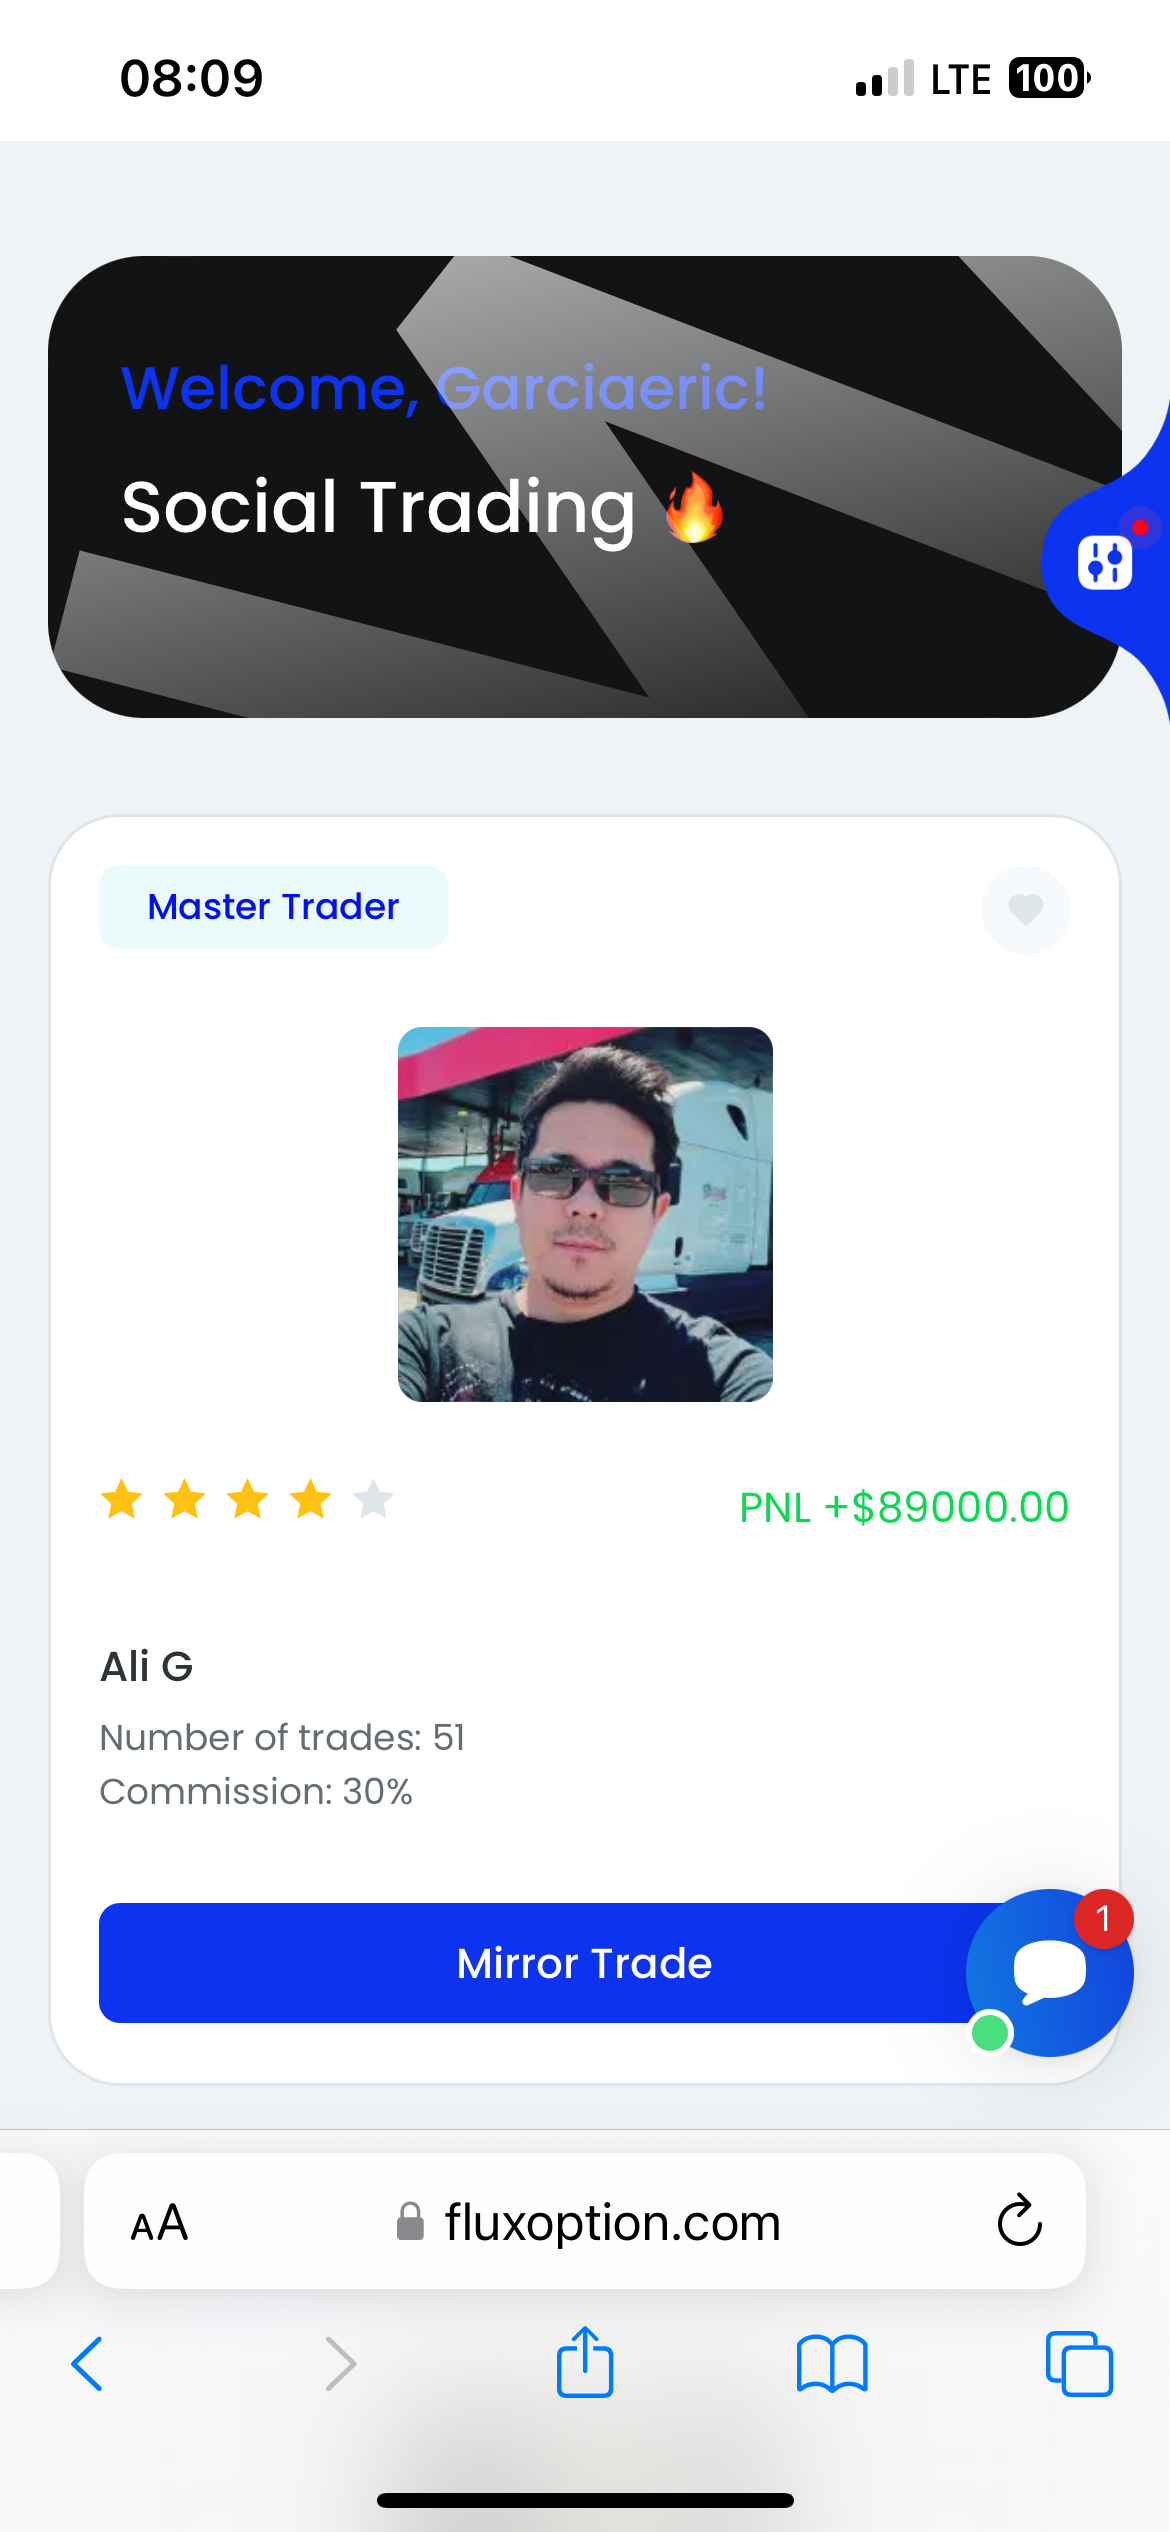 08:09
LTE 100
Welcome, Garciaeric!
Social Trading 🔥
Master Trader
PNL +$89000.00
Ali G
Number of trades: 51
Commission: 30%
Mirror Trade
1
AA fluxoption.com